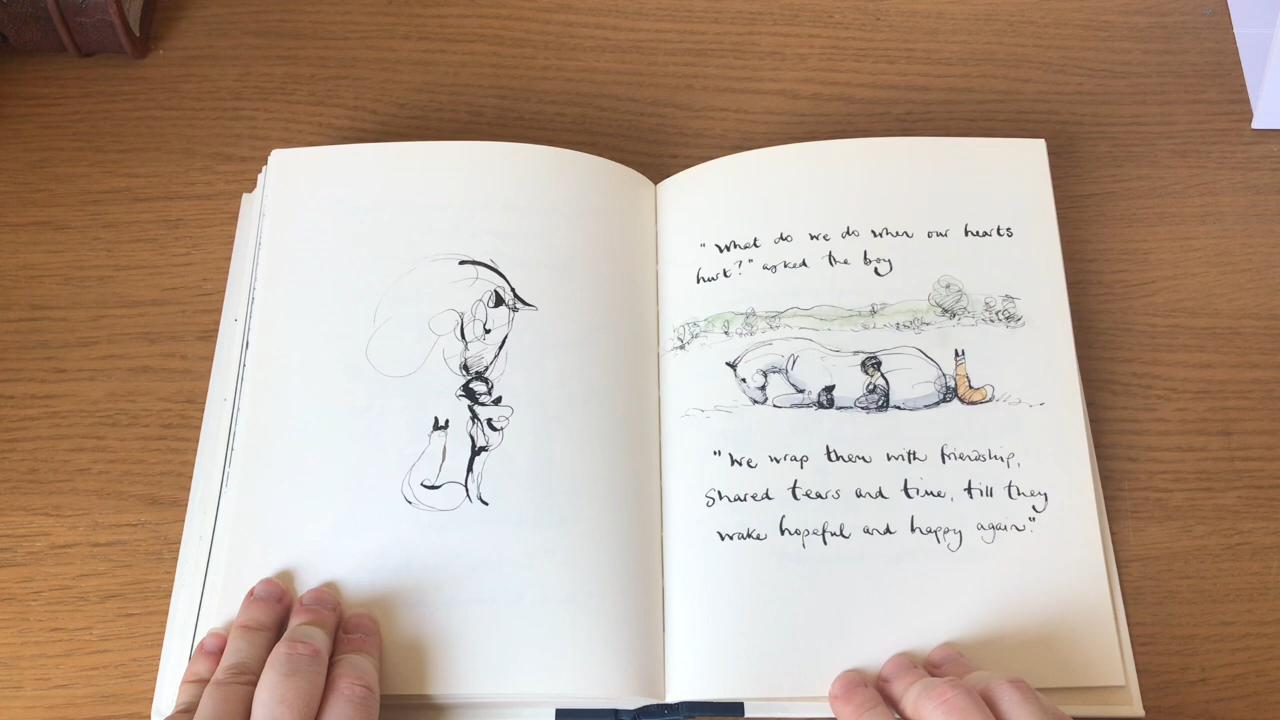 "What do we do when our hearts
hurt?" asked the boy
"We wrap them with friendship,
shared tears and time, till they
wake hopeful and happy again."